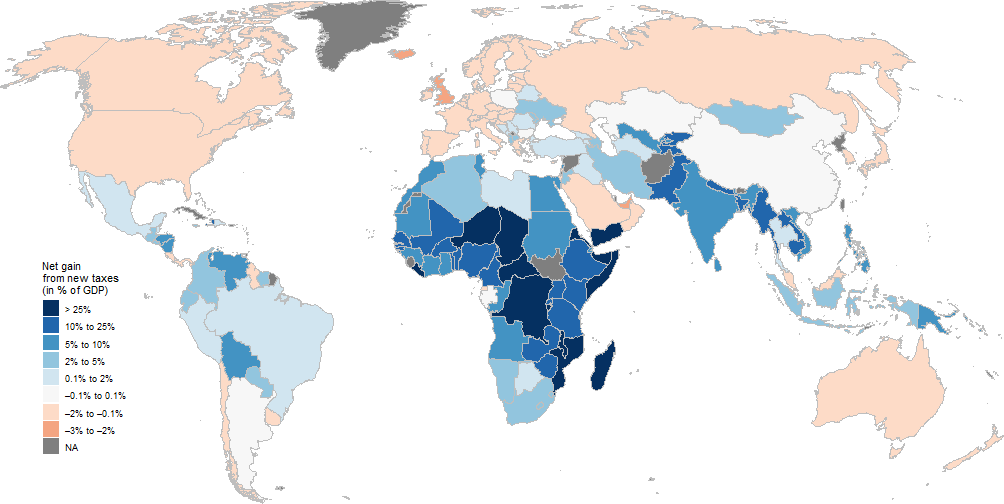 Net gain
from new taxes
(in % of GDP)
> 25%
10% to 25%
5% to 10%
2% to 5%
0.1% to 2%
–0.1% to 0.1%
–2% to –0.1%
–3% to –2%
NA